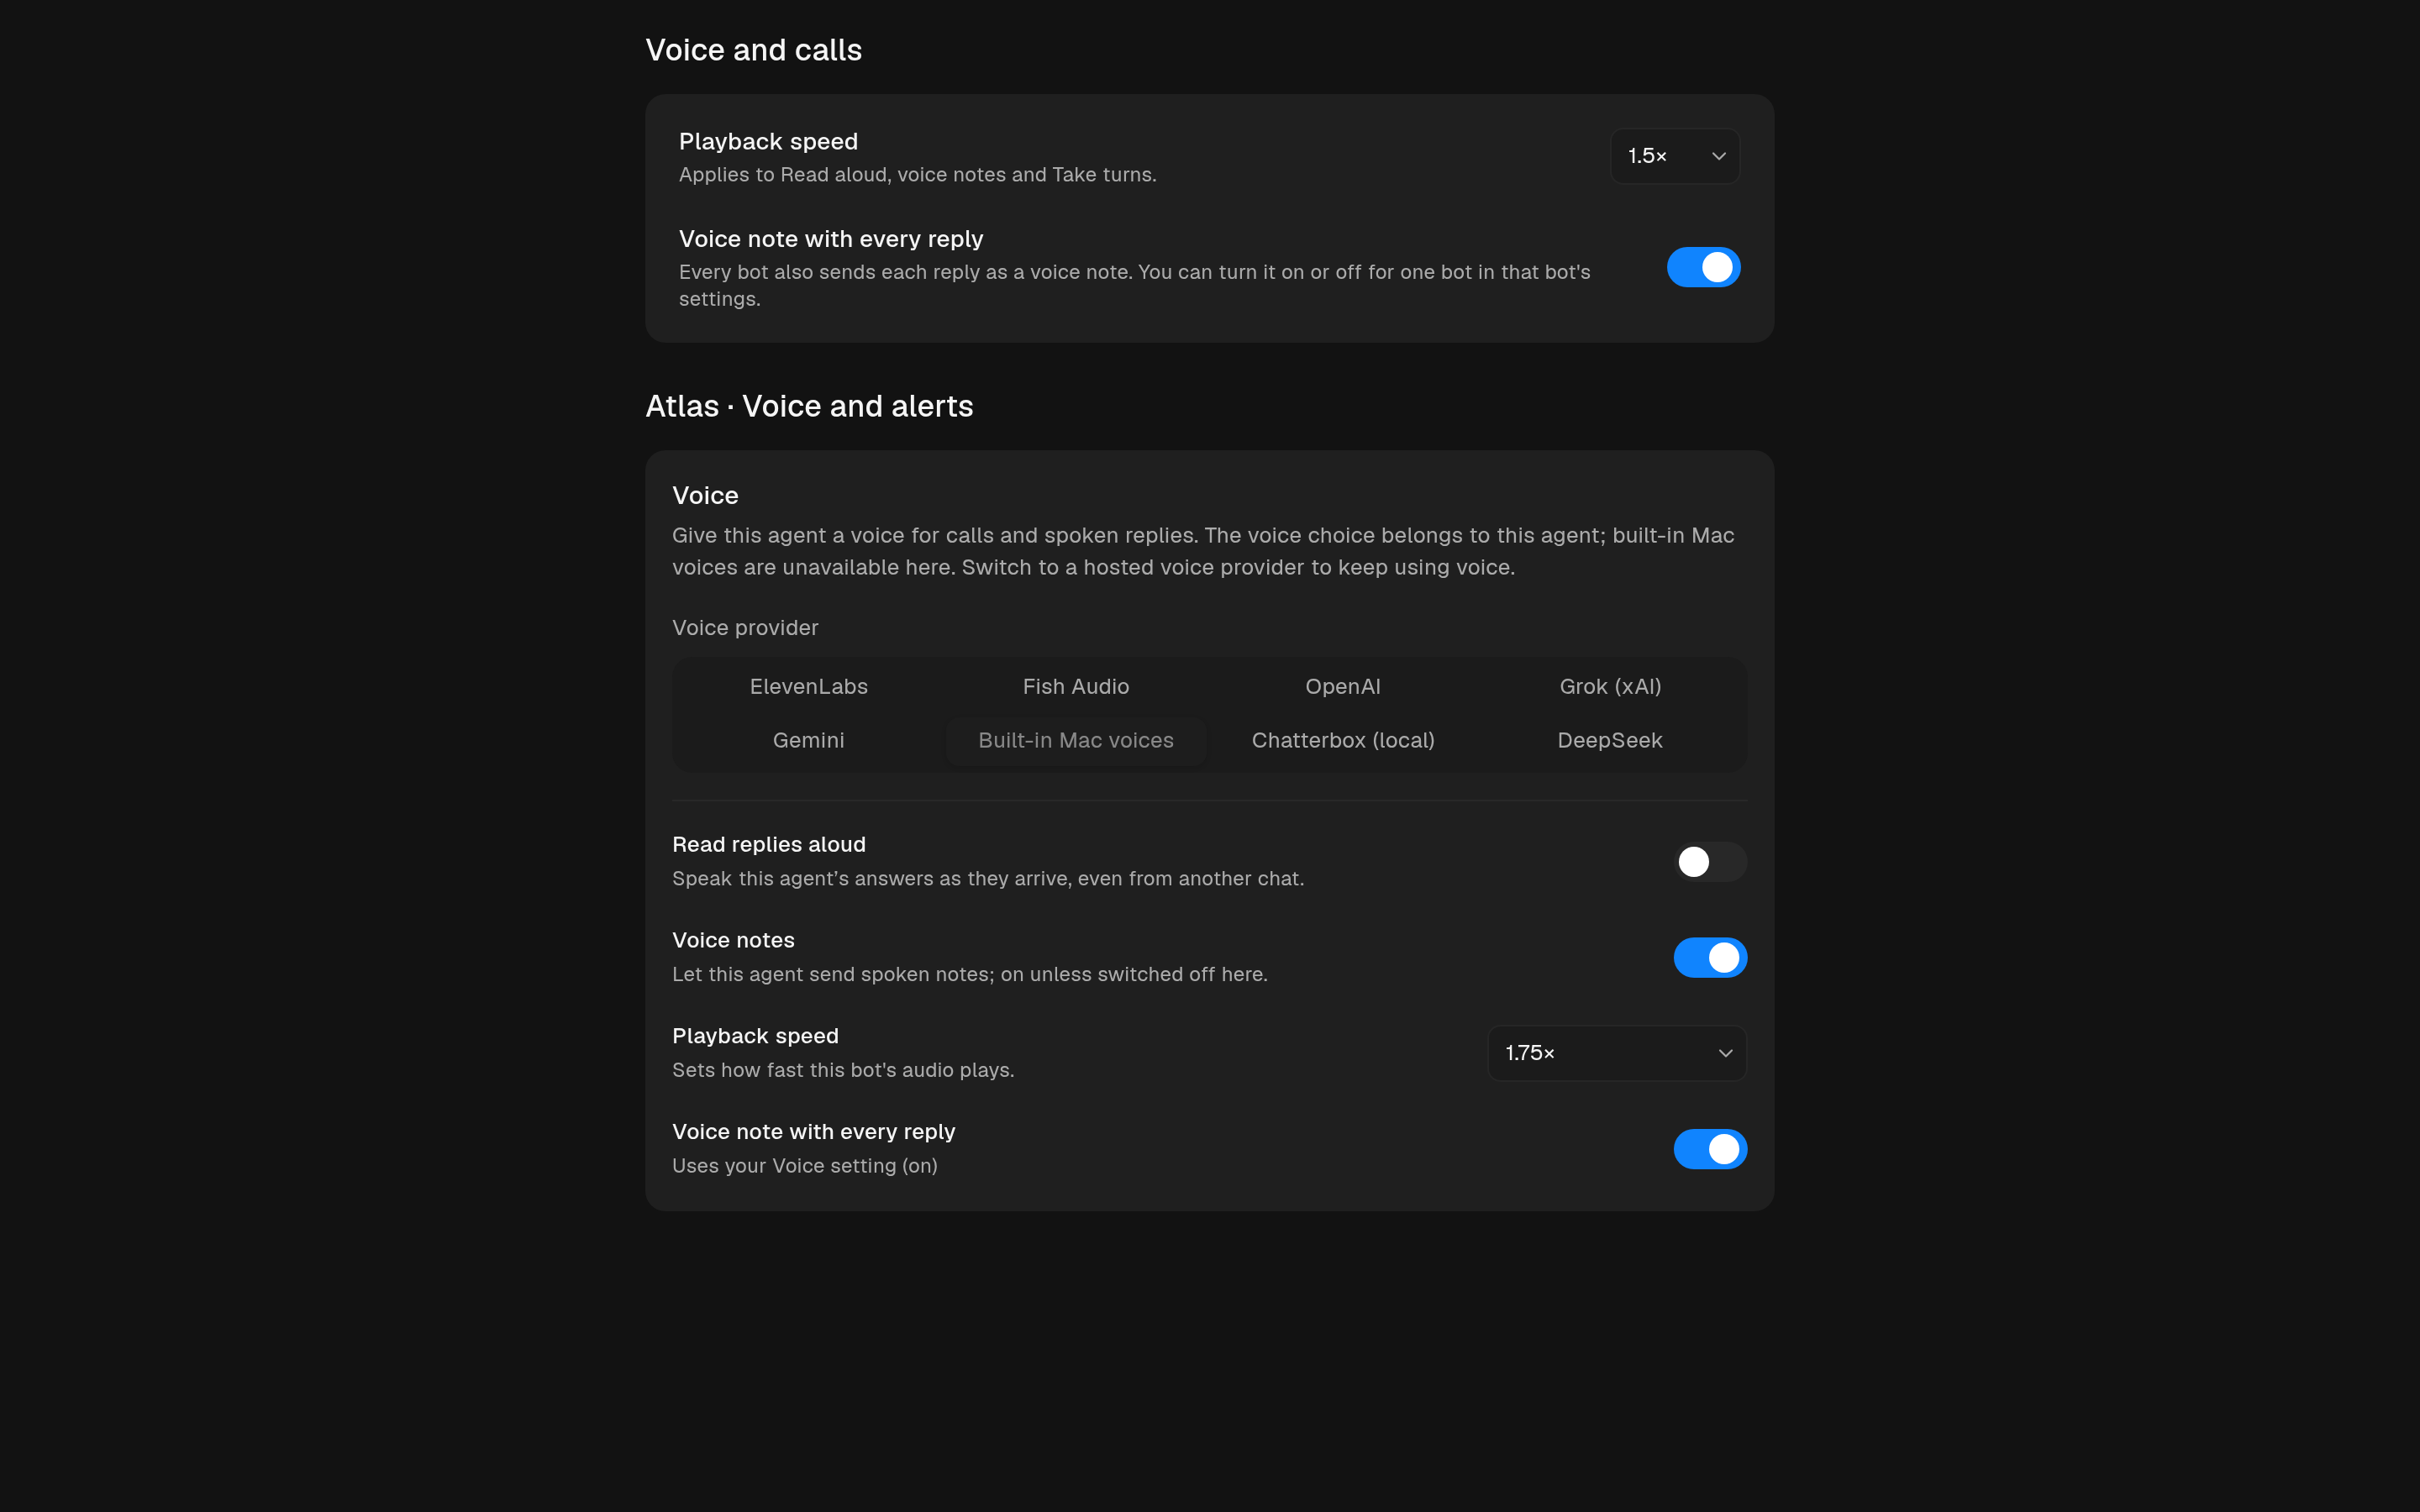 Voice and calls
Playback speed
Applies to Read aloud, voice notes and Take turns.
1.5×
Voice note with every reply
Every bot also sends each reply as a voice note. You can turn it on or off for one bot in that bot's
settings.
Atlas · Voice and alerts
Voice
Give this agent a voice for calls and spoken replies. The voice choice belongs to this agent; built-in Mac
voices are unavailable here. Switch to a hosted voice provider to keep using voice.
Voice provider
ElevenLabs Fish Audio OpenAI Grok (xAI)
Gemini Built-in Mac voices Chatterbox (local) DeepSeek
Read replies aloud
Speak this agent’s answers as they arrive, even from another chat.
Voice notes
Let this agent send spoken notes; on unless switched off here.
Playback speed
Sets how fast this bot's audio plays.
1.75×
Voice note with every reply
Uses your Voice setting (on)